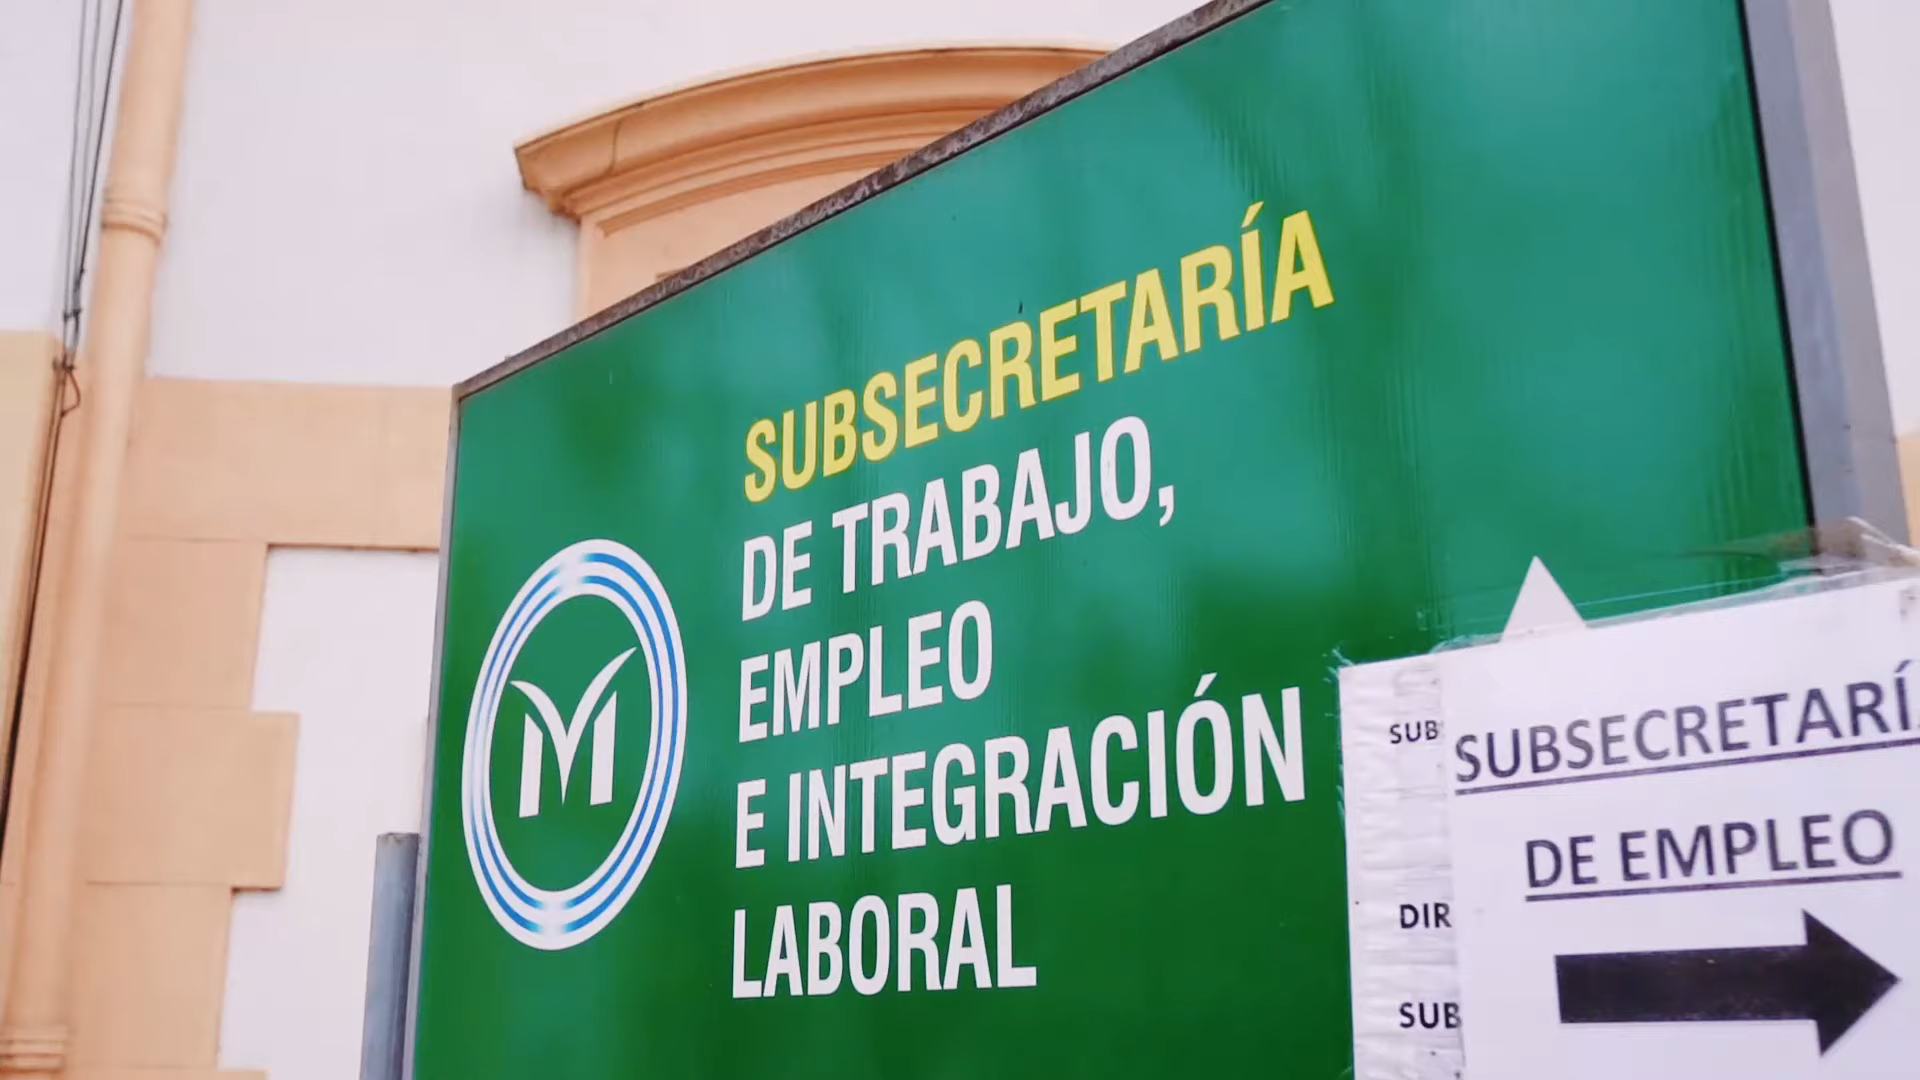 SUBSECRETARÍA
DE TRABAJO,
EMPLEO
E INTEGRACIÓN
LABORAL
M
SUB
DIR
SUB
SUBSECRETARÍ
DE EMPLEO